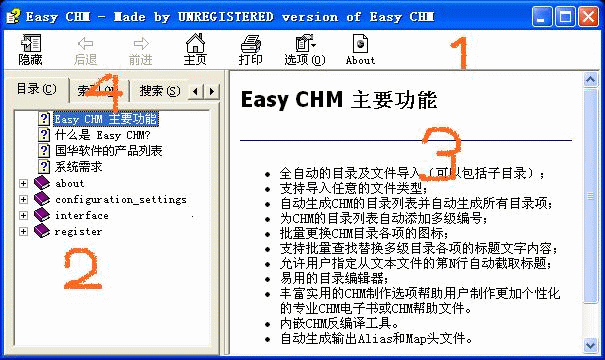 Easy CHM - Made by UNREGISTERED version of Easy CHM
隐藏 后退 前进 主页 打印 选项(O) About
1
目录(C) 索引(N) 搜索(S)
4
Easy CHM 主要功能
什么是 Easy CHM?
国华软件的产品列表
系统需求
about
configuration_settings
interface
register
2
Easy CHM 主要功能
3
全自动的目录及文件导入（可以包括子目录）;
支持导入任意的文件类型;
自动生成CHM的目录列表并自动生成所有目录项;
为CHM的目录列表自动添加多级编号;
批量更换CHM目录各项的图标;
支持批量查找替换多级目录各项的标题文字内容;
允许用户指定从文本文件的第N行自动截取标题;
易用的目录编辑器;
丰富实用的CHM制作选项帮助用户制作更加个性化
的专业CHM电子书或CHM帮助文件。
内嵌CHM反编译工具。
自动生成输出Alias和Map头文件。